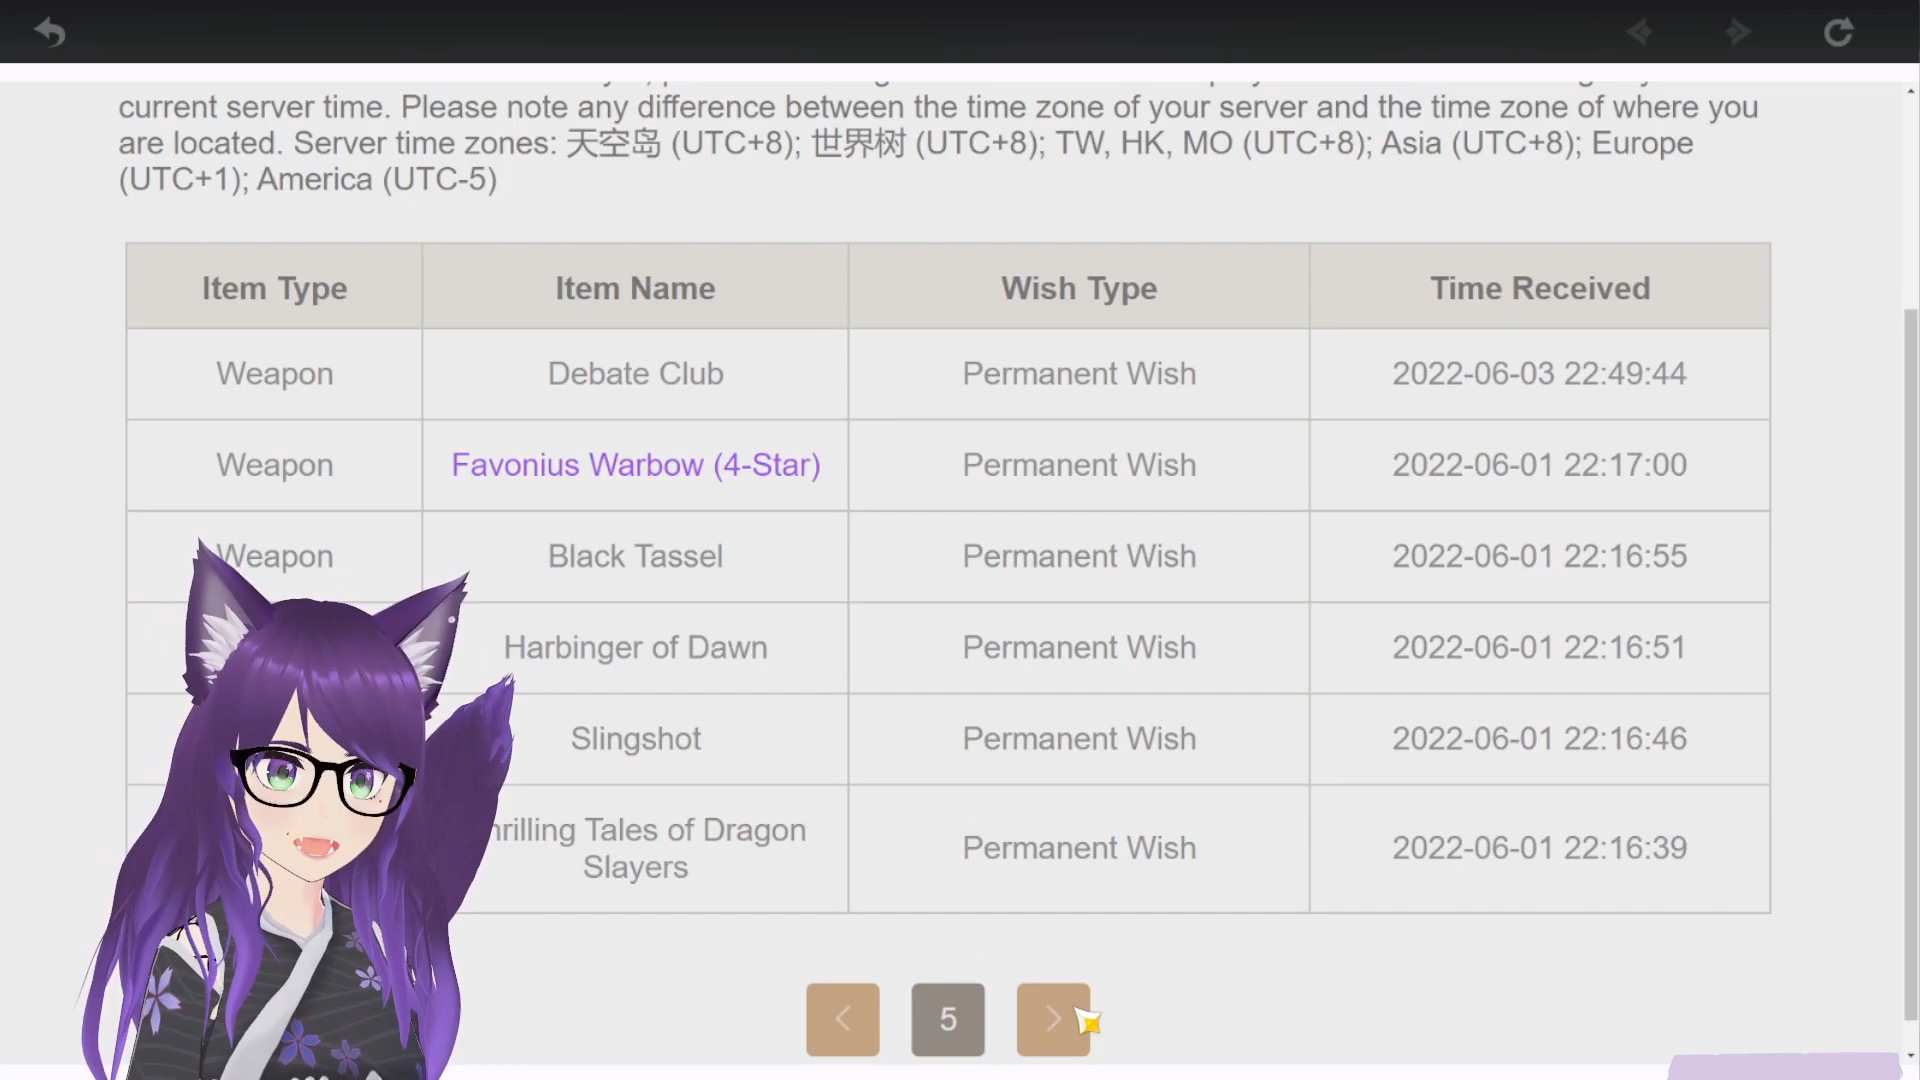 current server time. Please note any difference between the time zone of your server and the time zone of where you
are located. Server time zones: 天空岛 (UTC+8); 世界树 (UTC+8); TW, HK, MO (UTC+8); Asia (UTC+8); Europe
(UTC+1); America (UTC-5)
Item Type Item Name Wish Type Time Received
Weapon Debate Club Permanent Wish 2022-06-03 22:49:44
Weapon Favonius Warbow (4-Star) Permanent Wish 2022-06-01 22:17:00
Weapon Black Tassel Permanent Wish 2022-06-01 22:16:55
Harbinger of Dawn Permanent Wish 2022-06-01 22:16:51
Slingshot Permanent Wish 2022-06-01 22:16:46
hrilling Tales of Dragon
Slayers Permanent Wish 2022-06-01 22:16:39
5